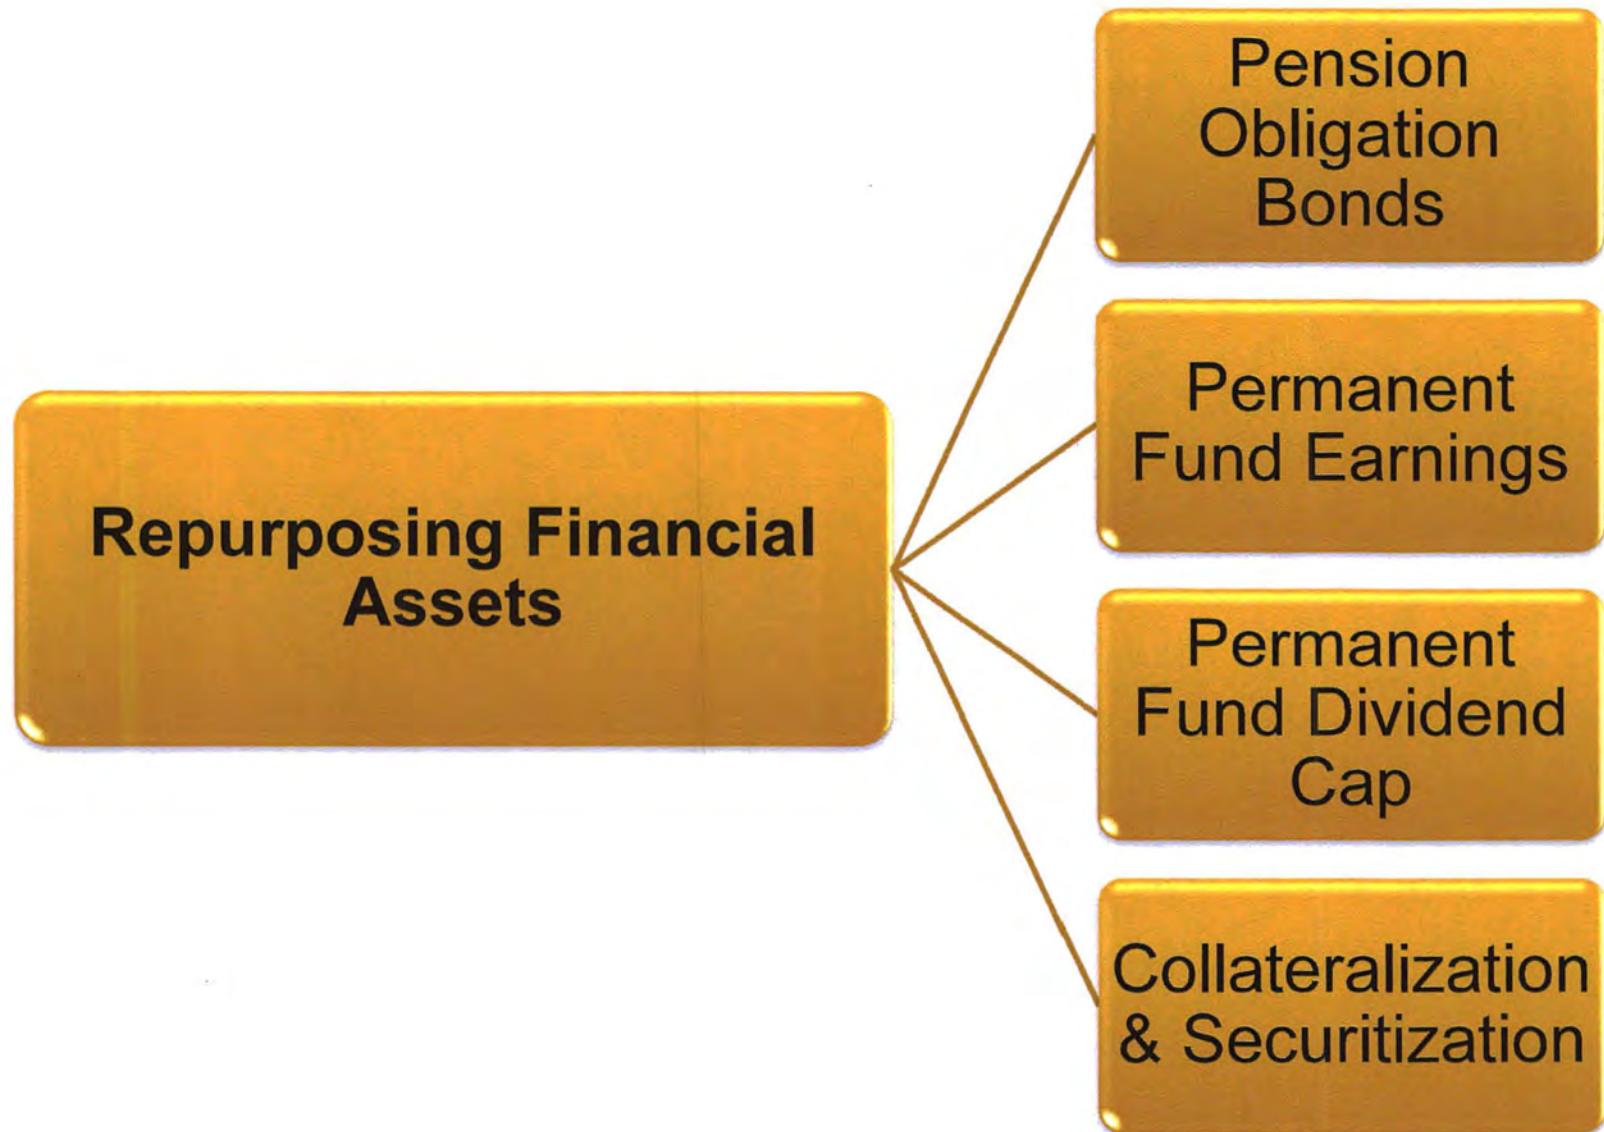 Repurposing Financial
Assets
Pension
Obligation
Bonds
Permanent
Fund Earnings
Permanent
Fund Dividend
Cap
Collateralization
& Securitization